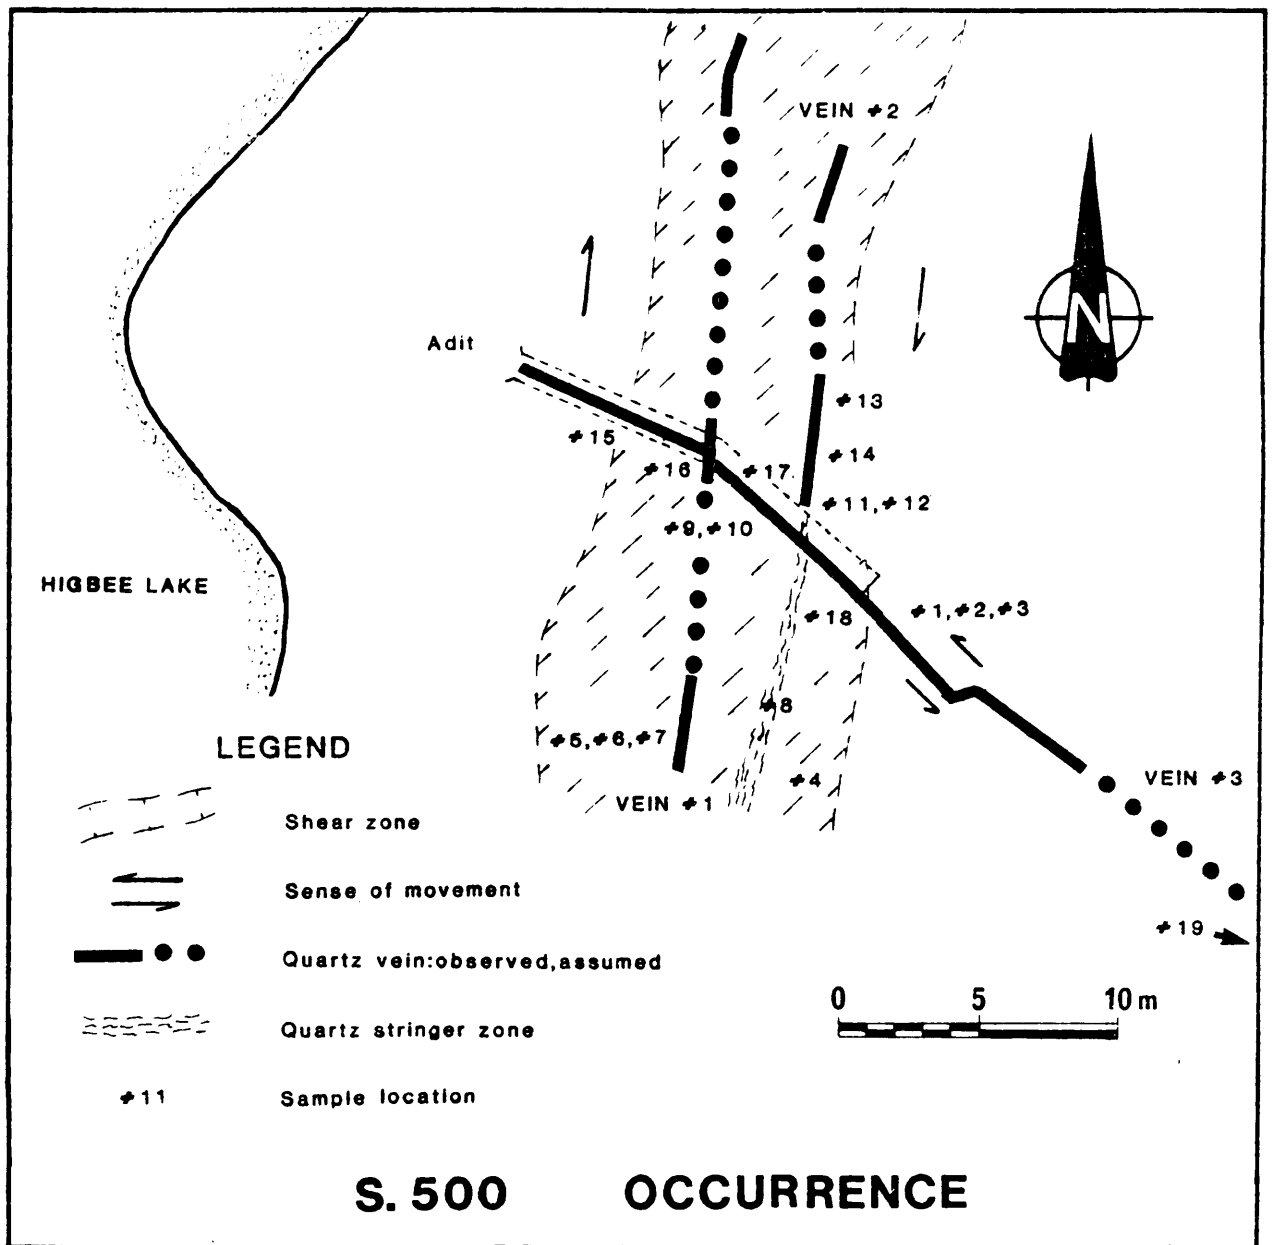 VEIN #2
N
Adit
#13
#15
#14
#16
#17
#11,#12
#9,#10
HIGBEE LAKE
#18
#1,#2,#3
#8
#5,#6,#7
#4
VEIN #1
VEIN #3
#19
LEGEND
Shear zone
Sense of movement
Quartz vein:observed,assumed
Quartz stringer zone
#11 Sample location
0 5 10 m
S. 500 OCCURRENCE